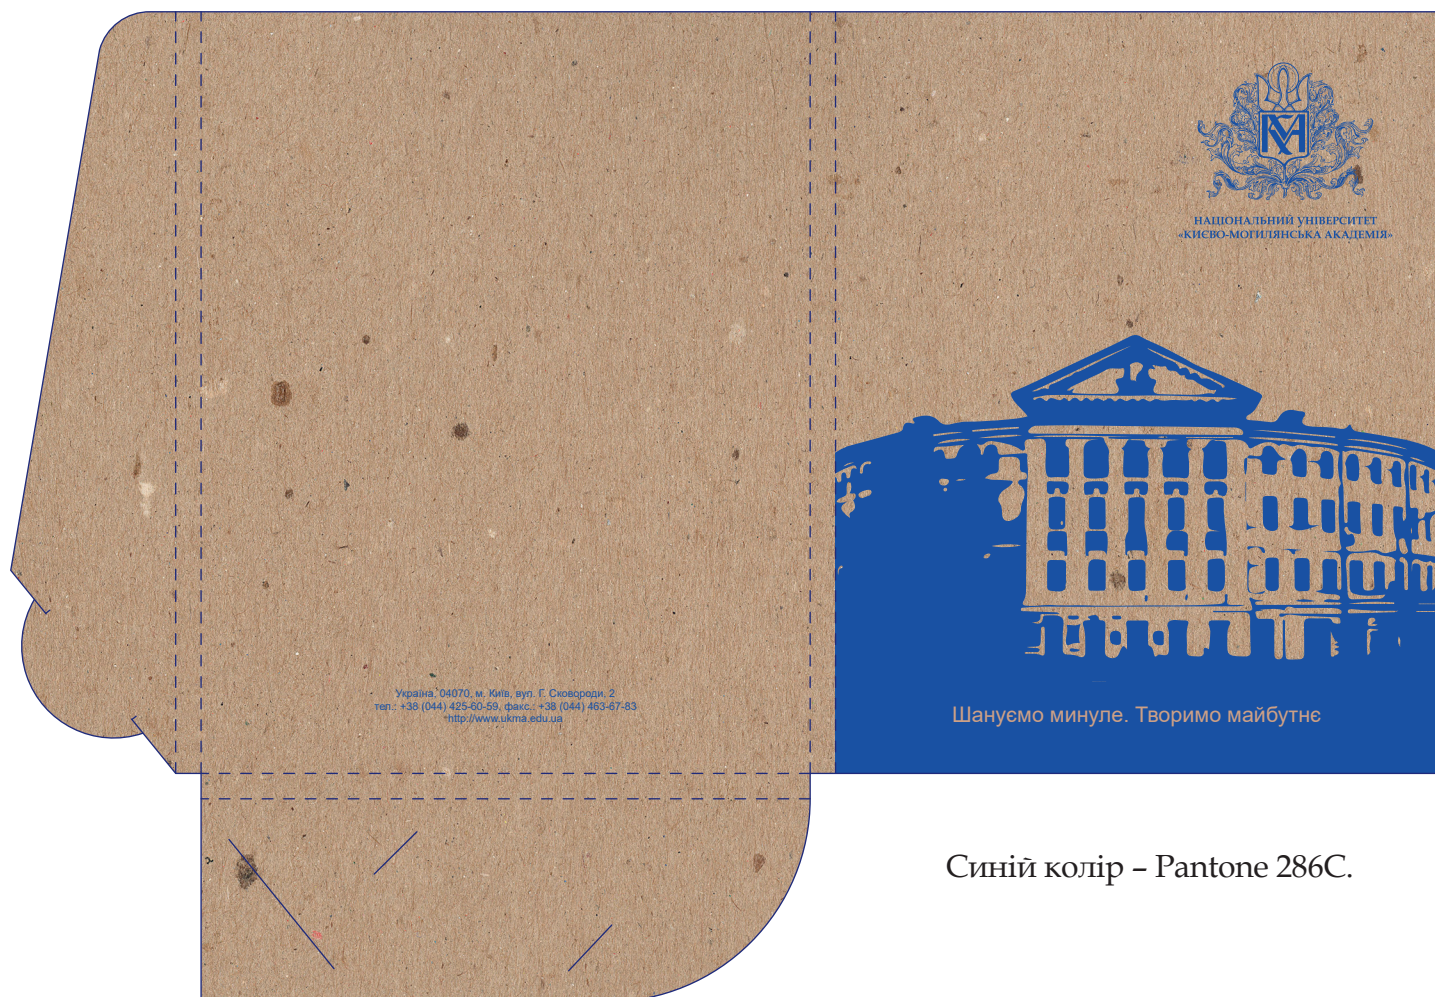 НАЦІОНАЛЬНИЙ УНІВЕРСИТЕТ
«КИЄВО-МОГИЛЯНСЬКА АКАДЕМІЯ»
Україна, 04070, м. Київ, вул. Г. Сковороди, 2
тел.: +38 (044) 425-60-59, факс.: +38 (044) 463-67-83
http://www.ukma.edu.ua
Шануємо минуле. Творимо майбутнє
Синій колір – Pantone 286C.